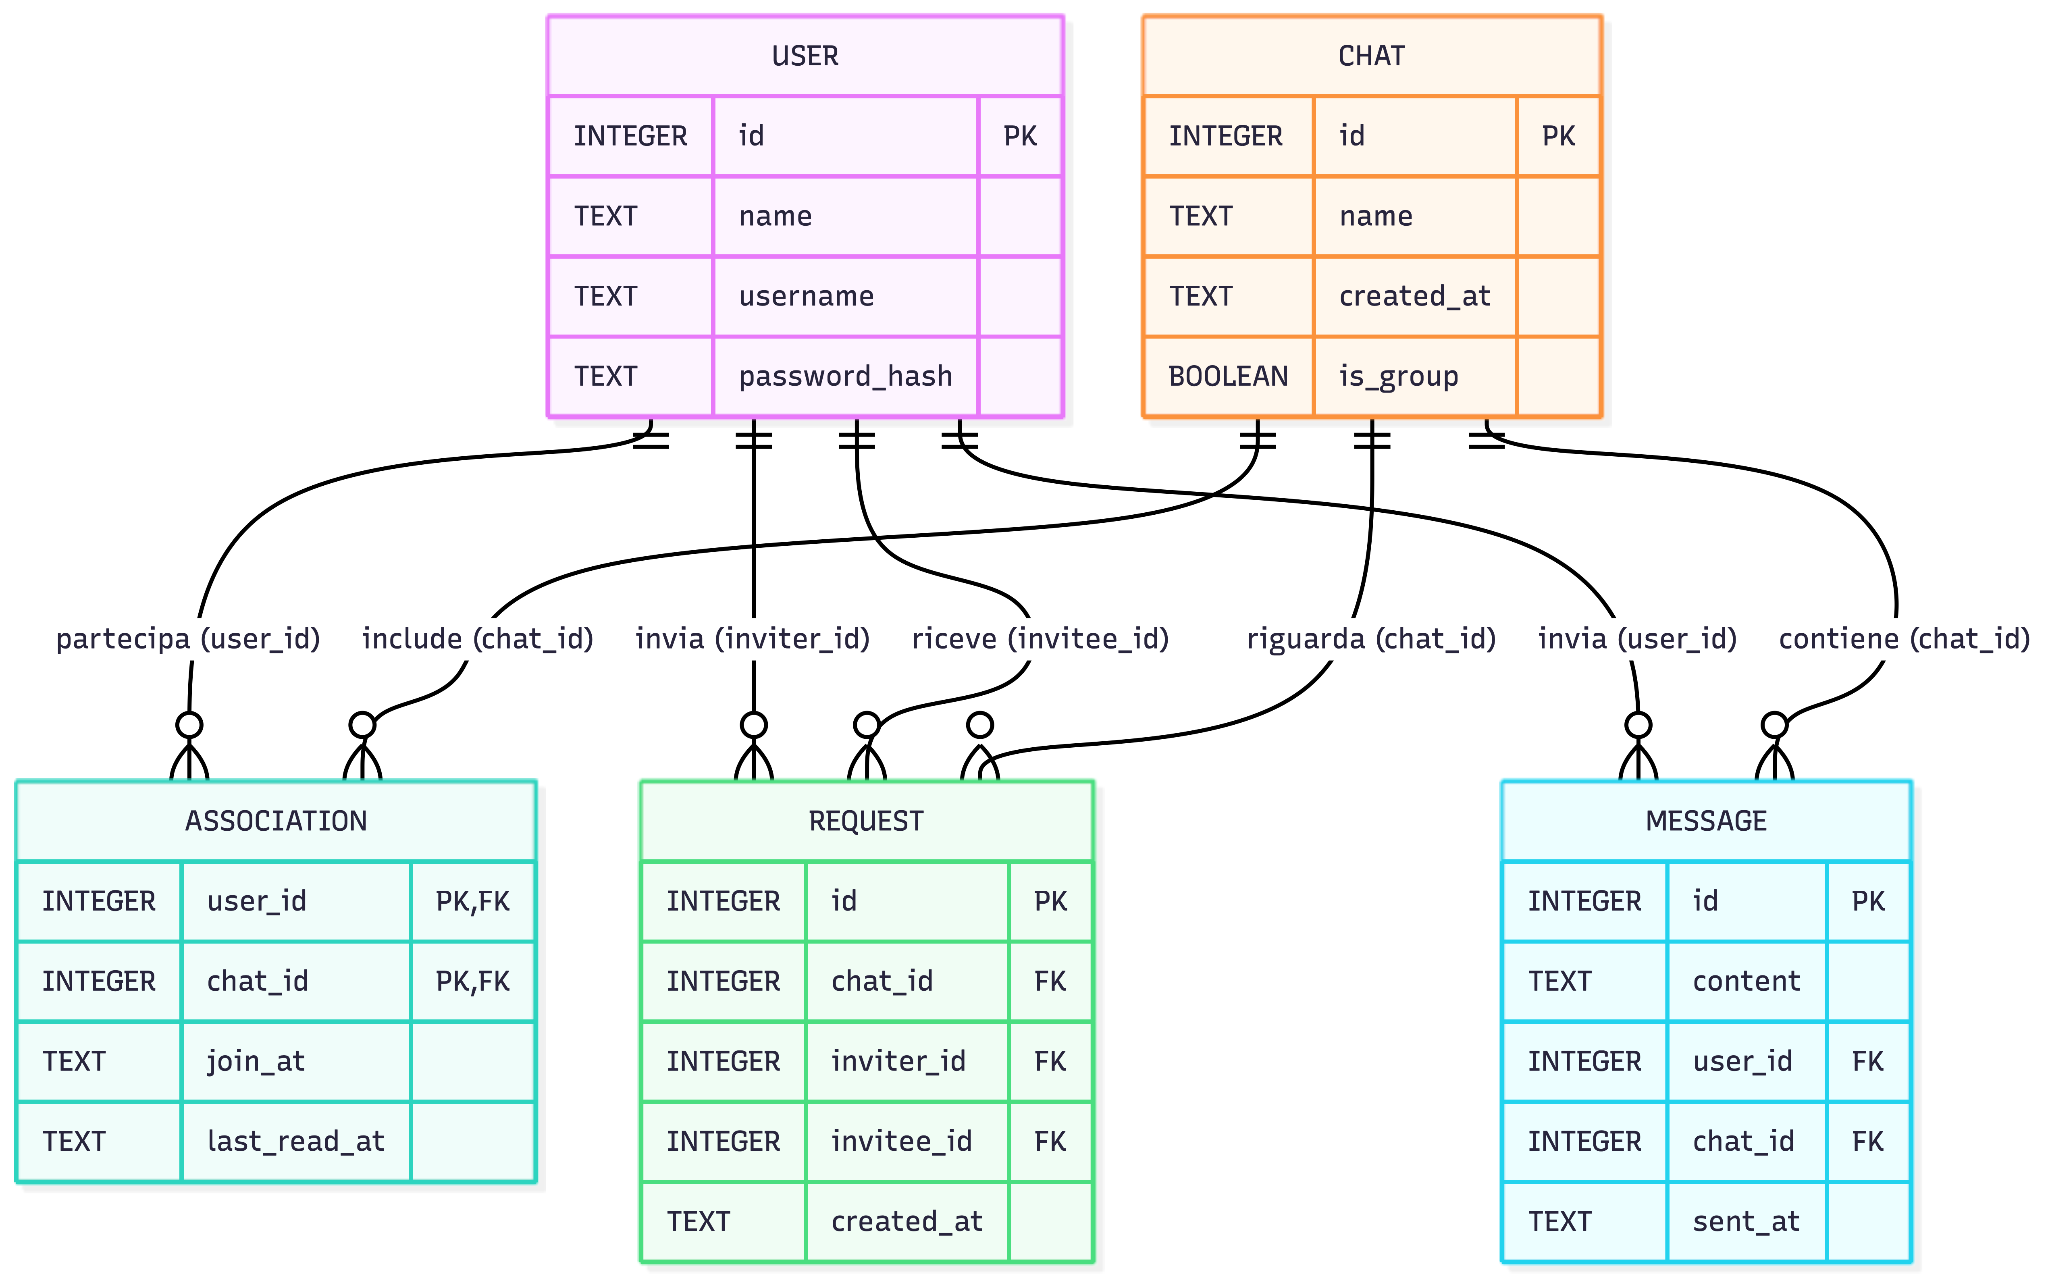 USER
INTEGER id PK
TEXT name
TEXT username
TEXT password_hash
CHAT
INTEGER id PK
TEXT name
TEXT created_at
BOOLEAN is_group
partecipa (user_id)
include (chat_id)
invia (inviter_id)
riceve (invitee_id)
riguarda (chat_id)
invia (user_id)
contiene (chat_id)
ASSOCIATION
INTEGER user_id PK,FK
INTEGER chat_id PK,FK
TEXT join_at
TEXT last_read_at
REQUEST
INTEGER id PK
INTEGER chat_id FK
INTEGER inviter_id FK
INTEGER invitee_id FK
TEXT created_at
MESSAGE
INTEGER id PK
TEXT content
INTEGER user_id FK
INTEGER chat_id FK
TEXT sent_at